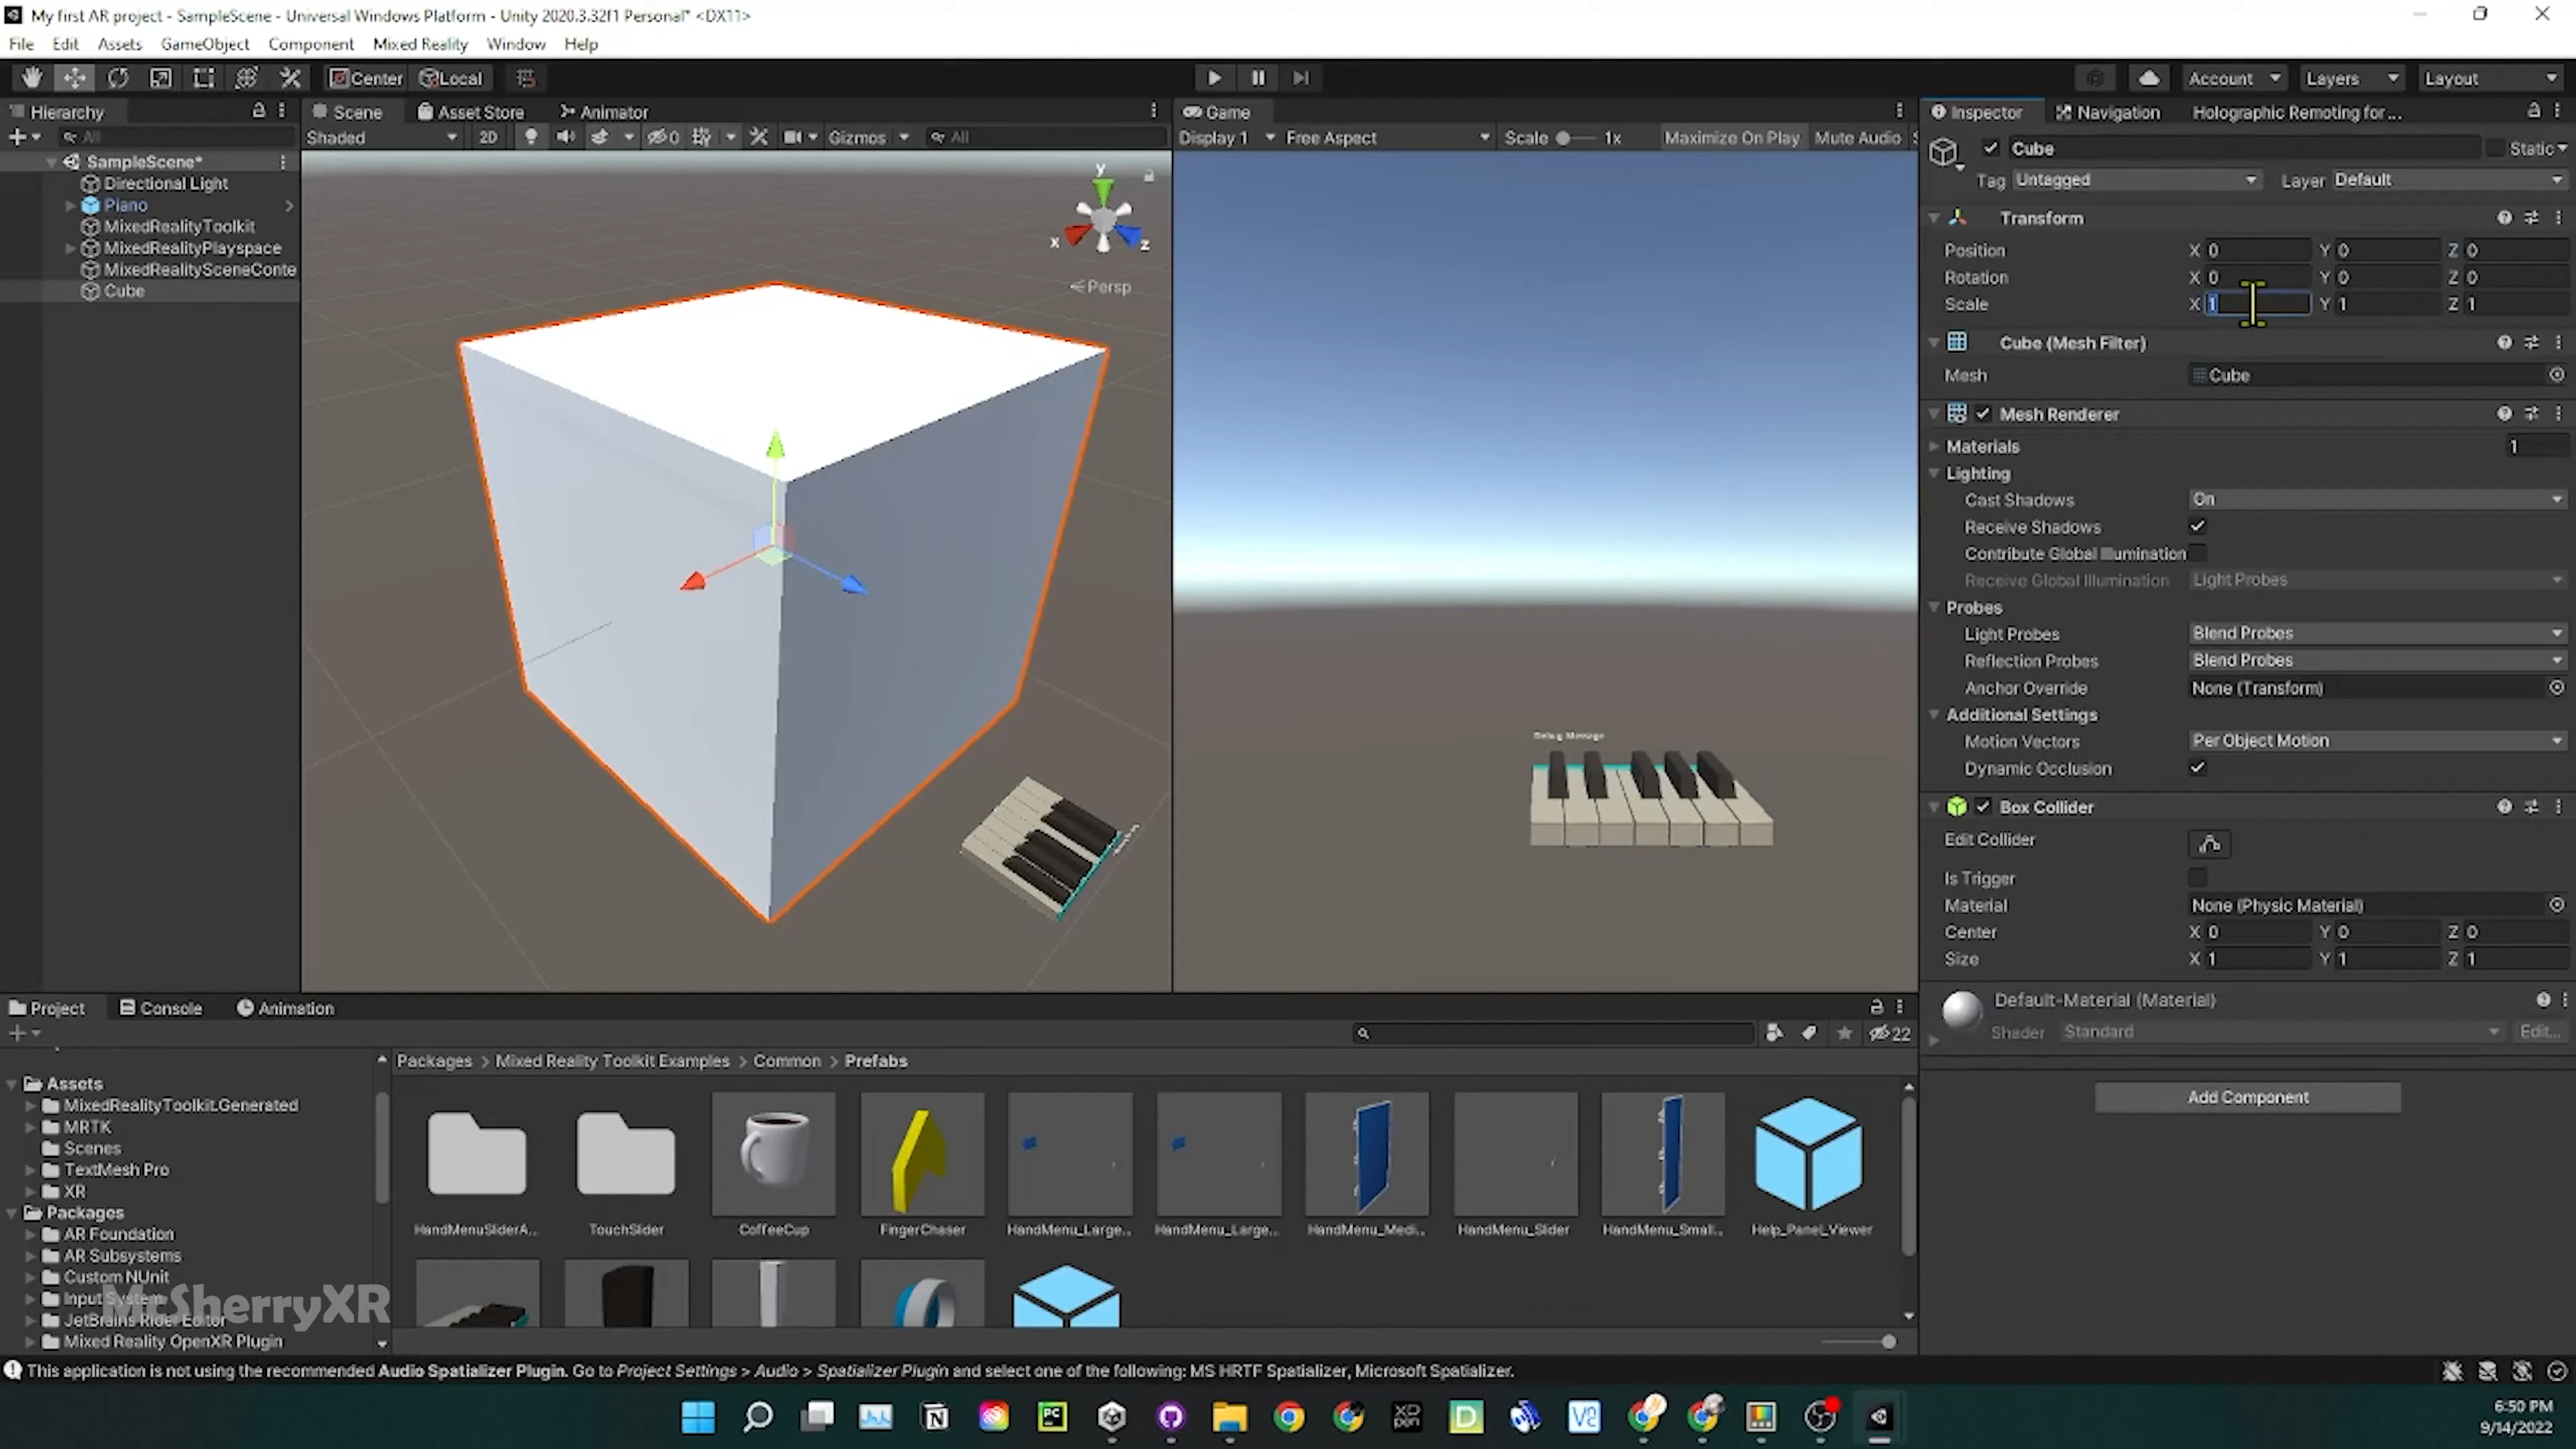 My first AR project - SampleScene - Universal Windows Platform - Unity 2020.3.32f1 Personal* <DX11>
File Edit Assets GameObject Component Mixed Reality Window Help
Center Local Account Layers Layout
Hierarchy
All
SampleScene*
Directional Light
Piano
MixedRealityToolkit
MixedRealityPlayspace
MixedRealitySceneConte
Cube
Scene Asset Store Animator
Shaded 2D 0 Gizmos All
y
x z
Persp
Game
Display 1 Free Aspect Scale 1x Maximize On Play Mute Audio S
Debug Message
Inspector Navigation Holographic Remoting for ...
Cube Static
Tag Untagged Layer Default
Transform
Position X 0 Y 0 Z 0
Rotation X 0 Y 0 Z 0
Scale X 1 Y 1 Z 1
Cube (Mesh Filter)
Mesh Cube
Mesh Renderer
Materials 1
Lighting
Cast Shadows On
Receive Shadows
Contribute Global Illumination
Receive Global Illumination Light Probes
Probes
Light Probes Blend Probes
Reflection Probes Blend Probes
Anchor Override None (Transform)
Additional Settings
Motion Vectors Per Object Motion
Dynamic Occlusion
Box Collider
Edit Collider
Is Trigger
Material None (Physic Material)
Center X 0 Y 0 Z 0
Size X 1 Y 1 Z 1
Default-Material (Material)
Shader Standard Edit...
Add Component
Project Console Animation
22
Assets
MixedRealityToolkit.Generated
MRTK
Scenes
TextMesh Pro
XR
Packages
AR Foundation
AR Subsystems
Custom NUnit
Input System
JetBrains Rider Editor
Mixed Reality OpenXR Plugin
McSherryXR
Packages > Mixed Reality Toolkit Examples > Common > Prefabs
HandMenuSliderA... TouchSlider CoffeeCup FingerChaser HandMenu_Large... HandMenu_Large... HandMenu_Medi... HandMenu_Slider HandMenu_Smal... Help_Panel_Viewer
This application is not using the recommended Audio Spatializer Plugin. Go to Project Settings > Audio > Spatializer Plugin and select one of the following: MS HRTF Spatializer, Microsoft Spatializer.
PC XP pen D V2
6:50 PM
9/14/2022